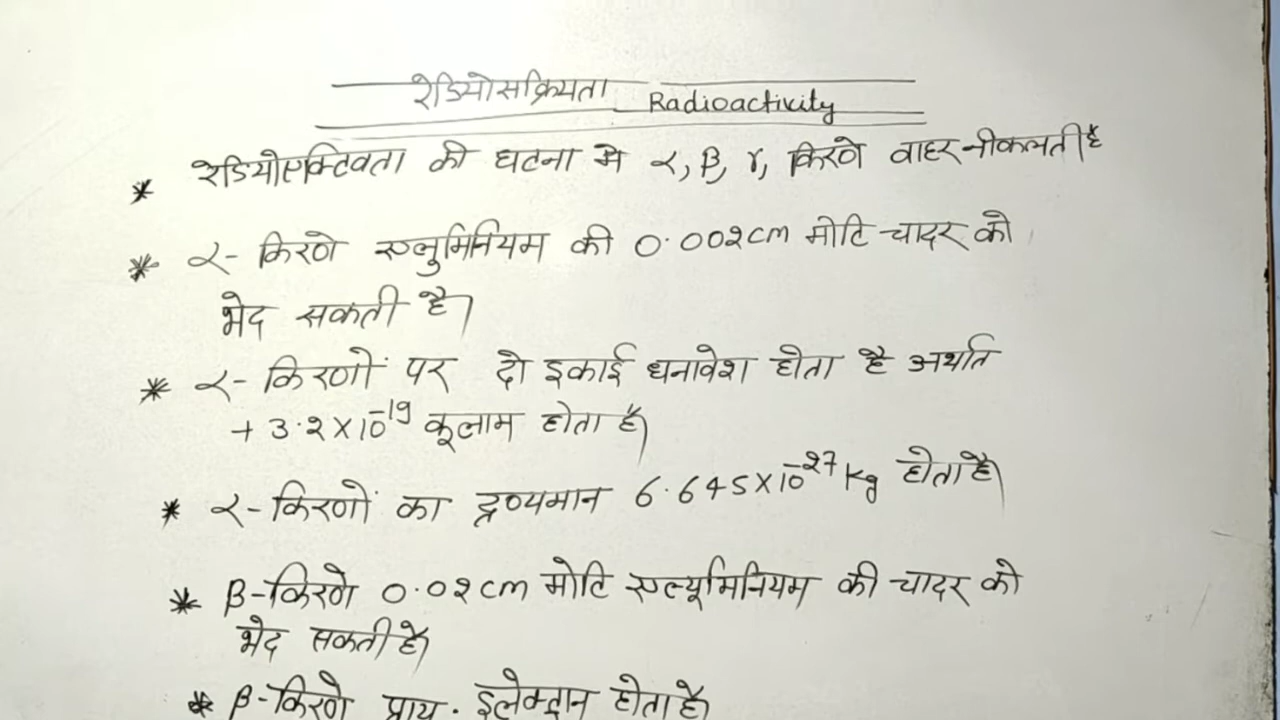 रेडियोसक्रियता Radioactivity
* रेडियोएक्टिवता की घटना मे α, β, γ, किरणे वाहर नीकलती है
* α- किरणे एलुमिनियम की 0.002cm मोटि चादर को
भेद सकती है।
* α- किरणों पर दो इकाई धनावेश होता है अर्थात
+ 3.2×10⁻¹⁹ कूलाम होता है।
* α-किरणों का द्रव्यमान 6.645×10⁻²⁷ Kg होता है।
* β-किरणे 0.02cm मोटि एल्यूमिनियम की चादर को
भेद सकती है।
* β-किरणे प्राय. इलेक्ट्रान होता है।